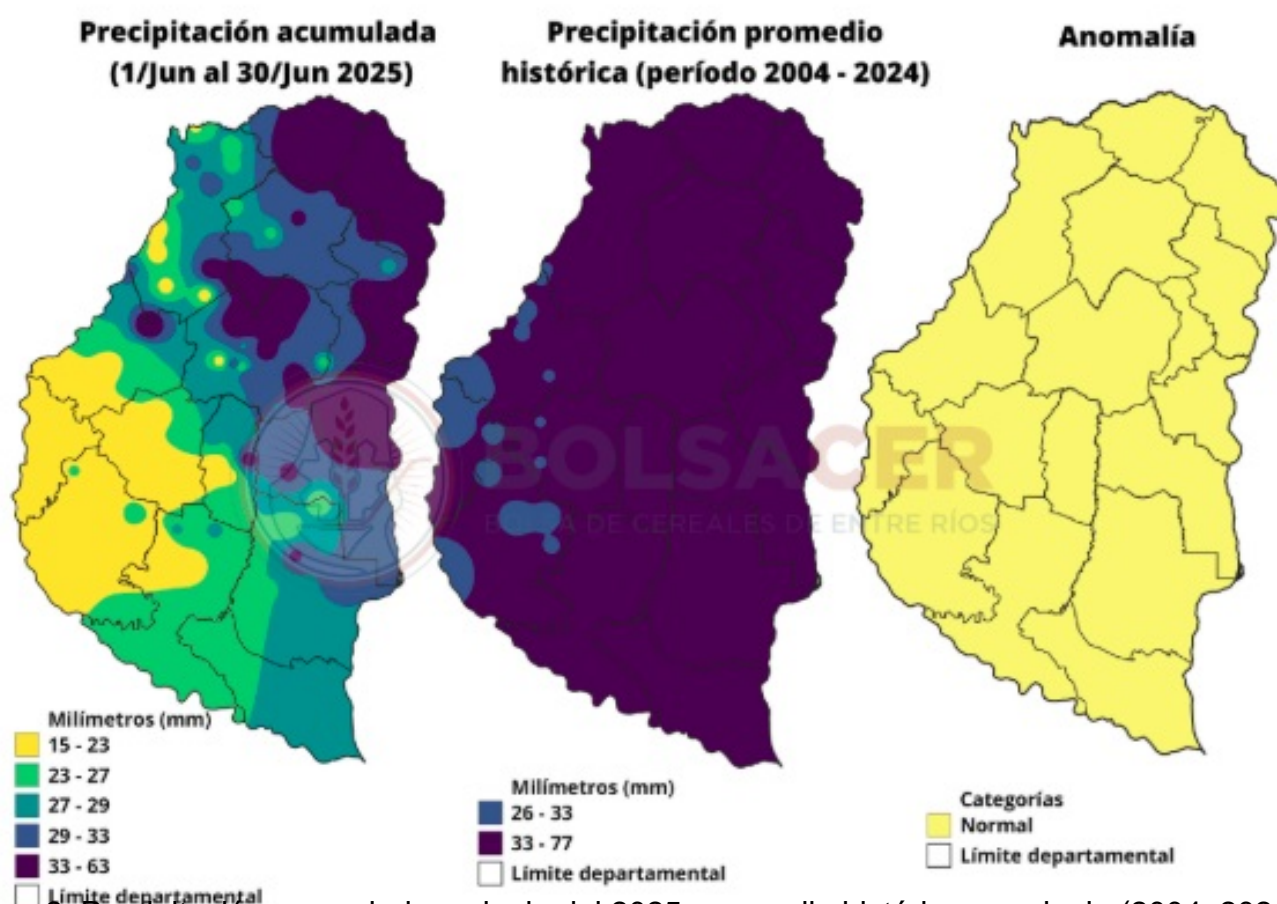 Precipitación acumulada
(1/Jun al 30/Jun 2025)
Precipitación promedio
histórica (período 2004 - 2024)
Anomalía
BOLSACER
BOLSA DE CEREALES DE ENTRE RÍOS
Milímetros (mm)
15 - 23
23 - 27
27 - 29
29 - 33
33 - 63
Límite departamental
Milímetros (mm)
26 - 33
33 - 77
Límite departamental
Categorías
Normal
Límite departamental